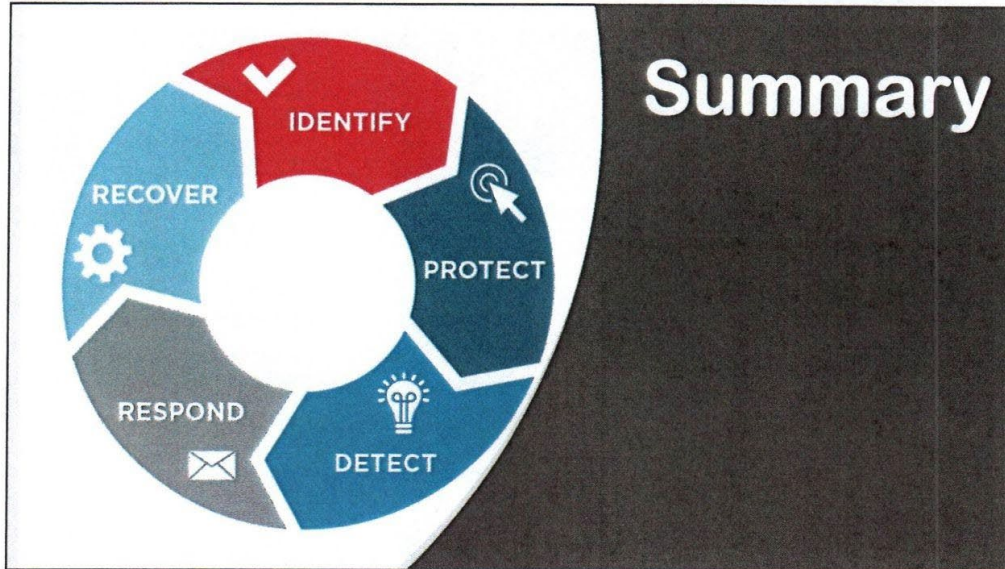 Summary
IDENTIFY
PROTECT
DETECT
RESPOND
RECOVER